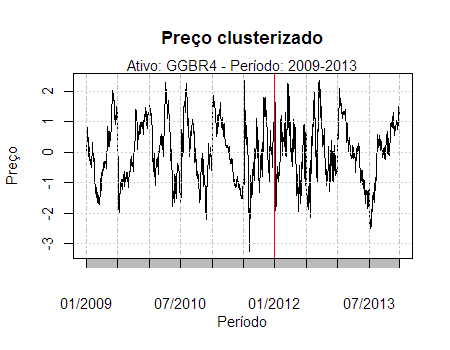 Preço clusterizado
Ativo: GGBR4 - Período: 2009-2013
Preço
2
1
0
-1
-2
-3
01/2009 07/2010 01/2012 07/2013
Período